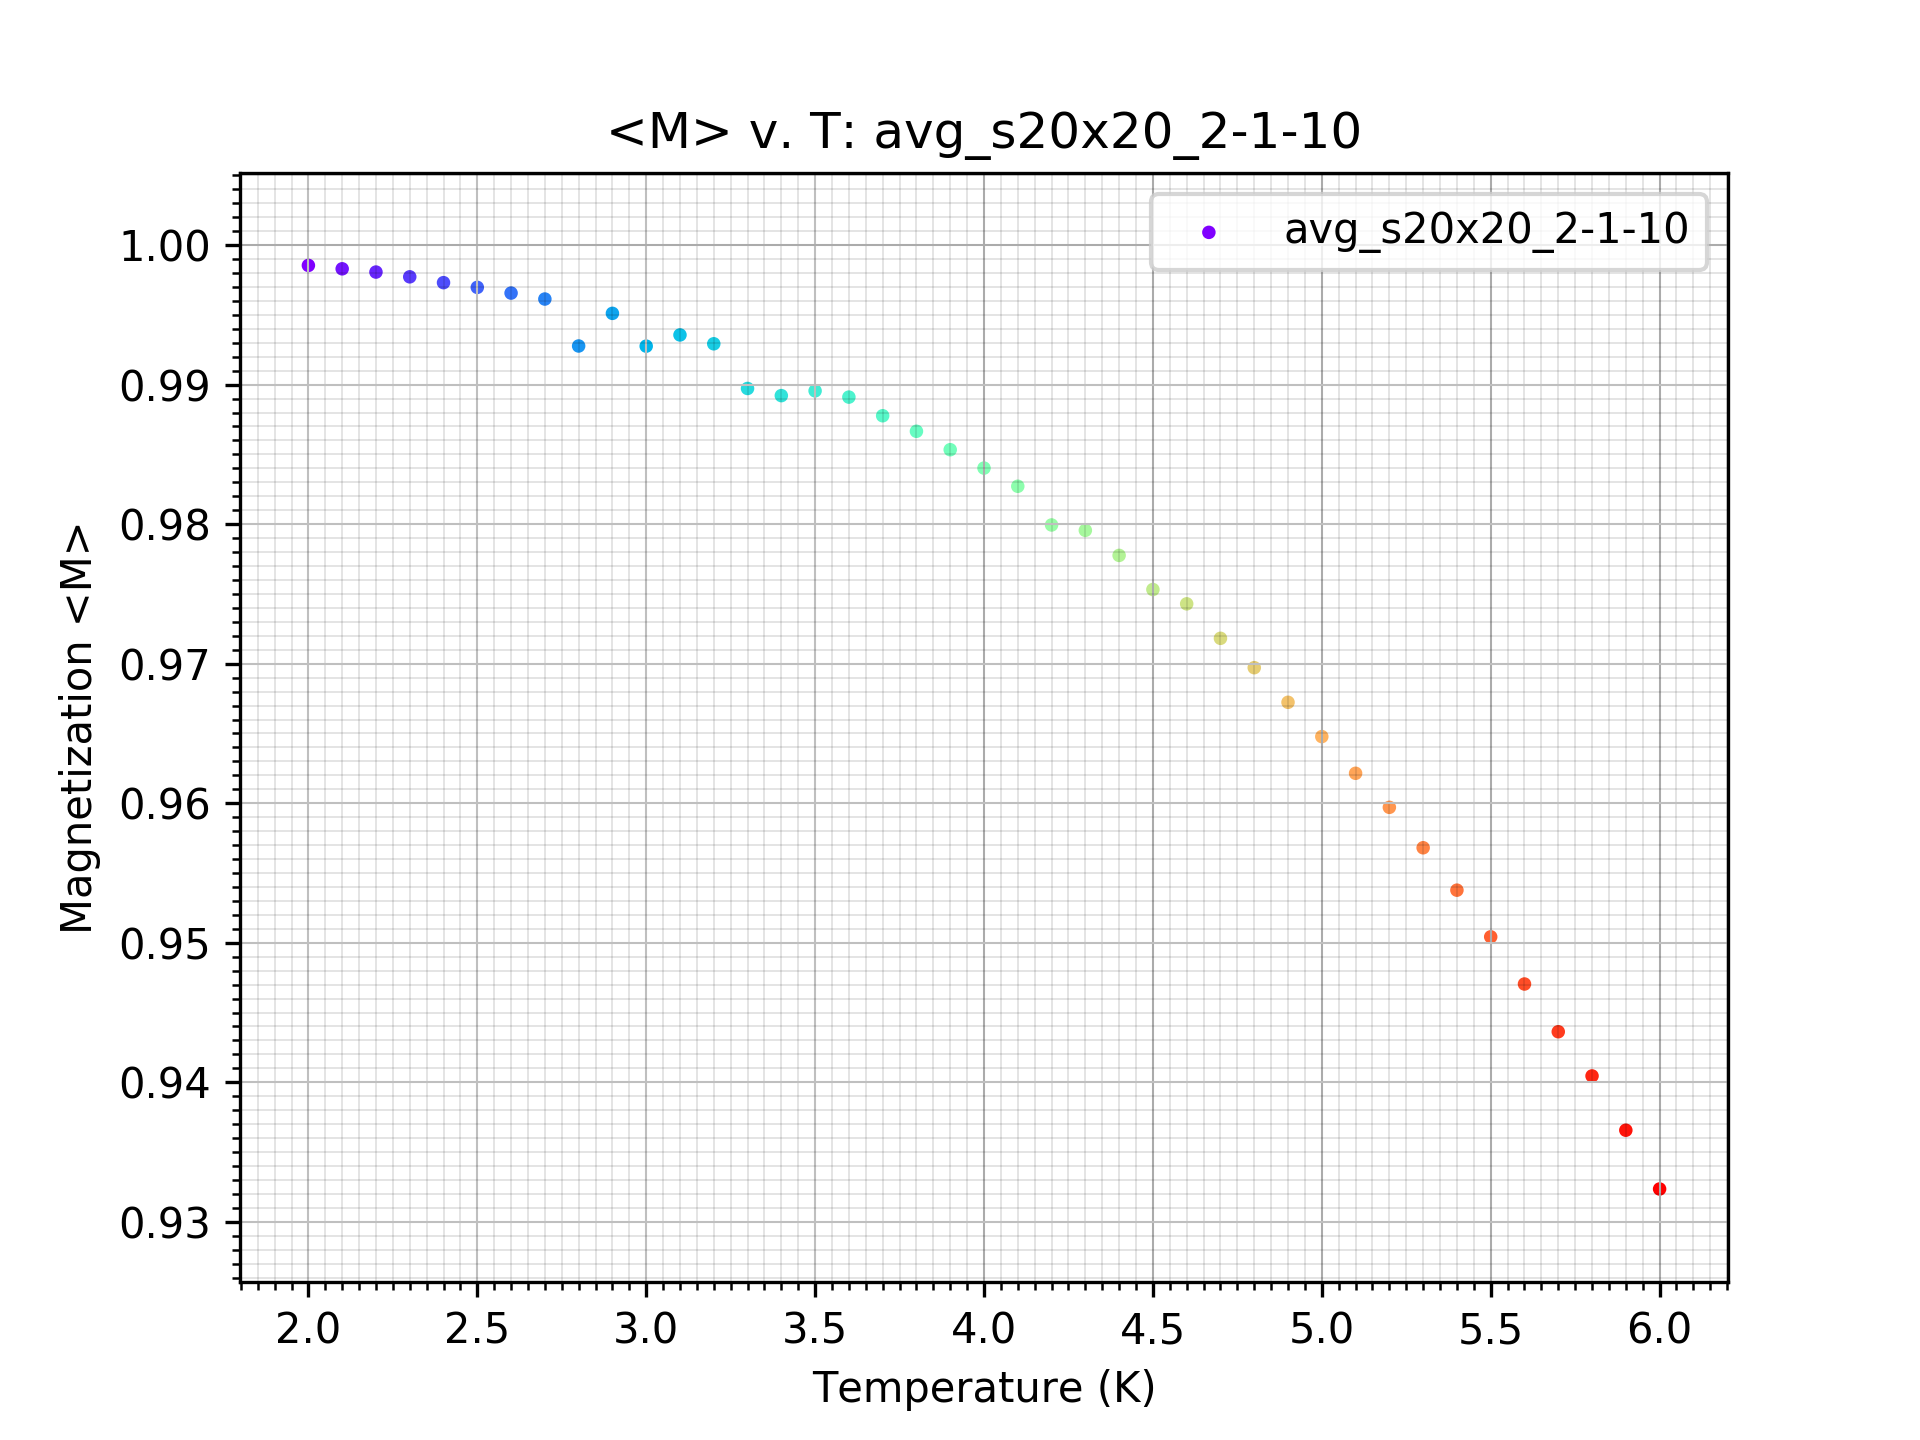 <M> v. T: avg_s20x20_2-1-10
avg_s20x20_2-1-10
Magnetization <M>
1.00
0.99
0.98
0.97
0.96
0.95
0.94
0.93
2.0 2.5 3.0 3.5 4.0 4.5 5.0 5.5 6.0
Temperature (K)